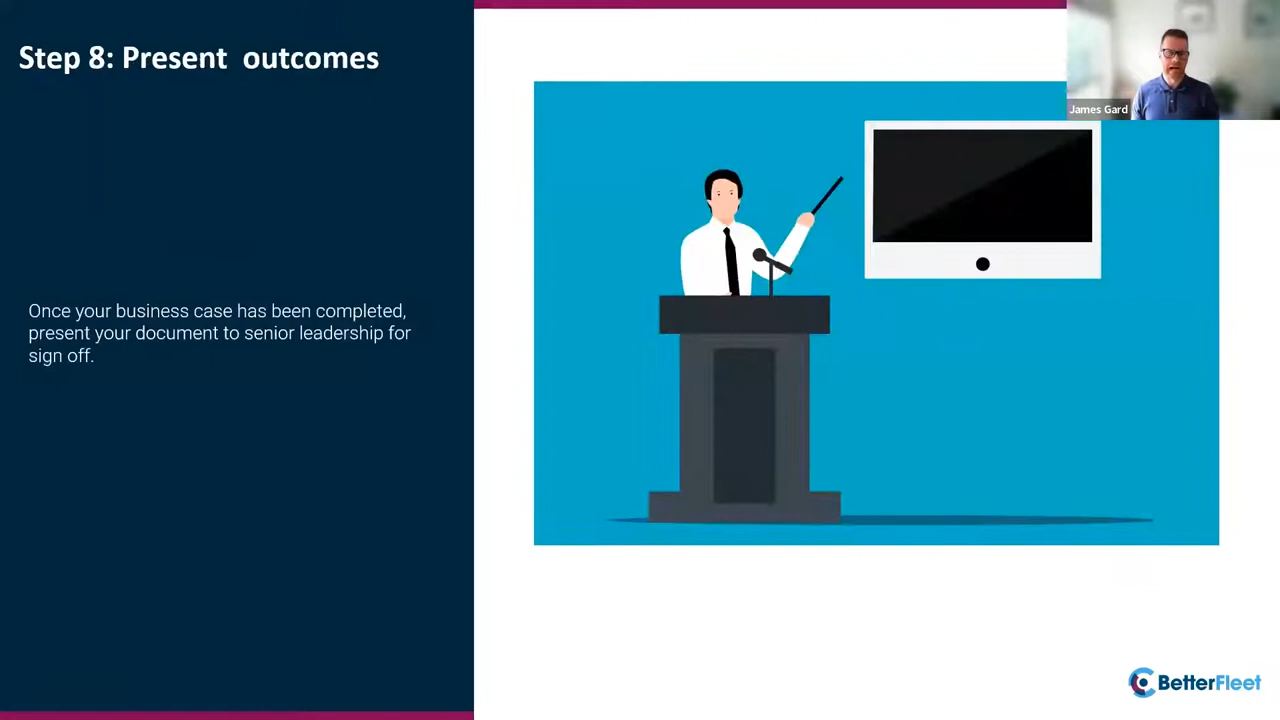 Step 8: Present outcomes
James Gard
Once your business case has been completed,
present your document to senior leadership for
sign off.
BetterFleet